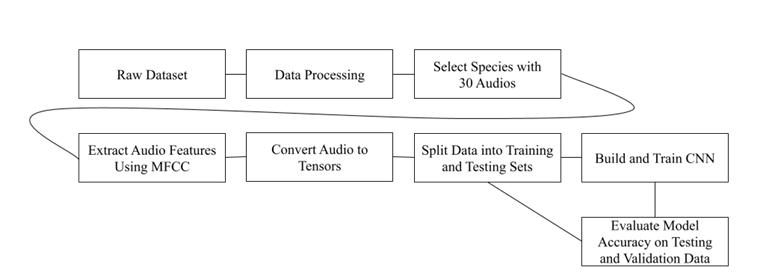 Raw Dataset
Data Processing
Select Species with
30 Audios
Extract Audio Features
Using MFCC
Convert Audio to
Tensors
Split Data into Training
and Testing Sets
Build and Train CNN
Evaluate Model
Accuracy on Testing
and Validation Data